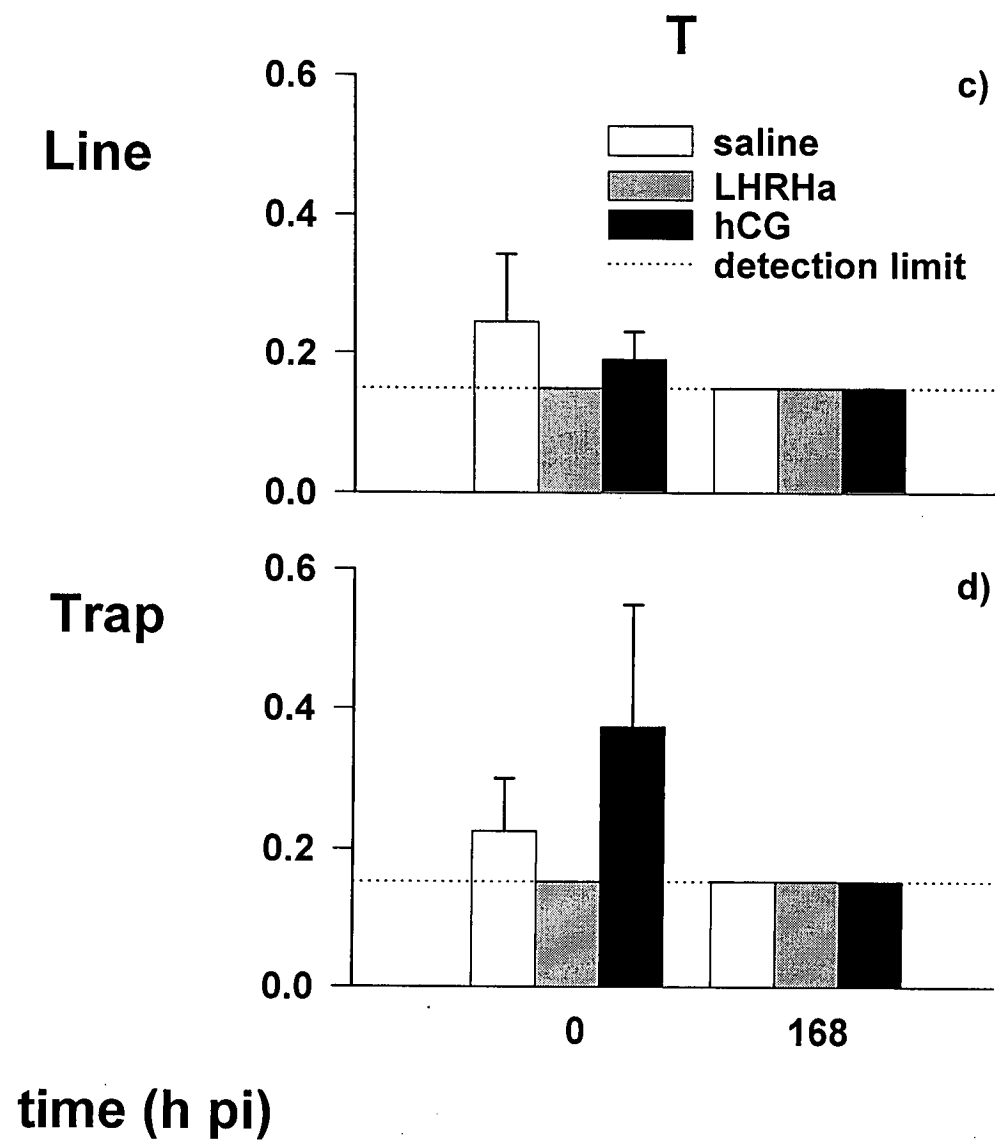 T
c)
Line
0.6
0.4
0.2
0.0
saline
LHRHa
hCG
detection limit
d)
Trap
0.6
0.4
0.2
0.0
0 168
time (h pi)